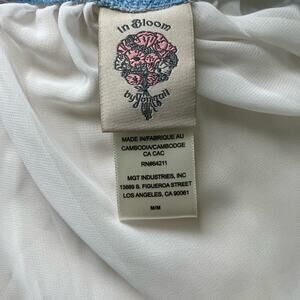 In Bloom
by Jonquil
MADE IN/FABRIQUE AU
CAMBODIA/CAMBODGE
CA CAC
RN#64211
MGT INDUSTRIES, INC
13889 S. FIGUEROA STREET
LOS ANGELES, CA 90061
M/M